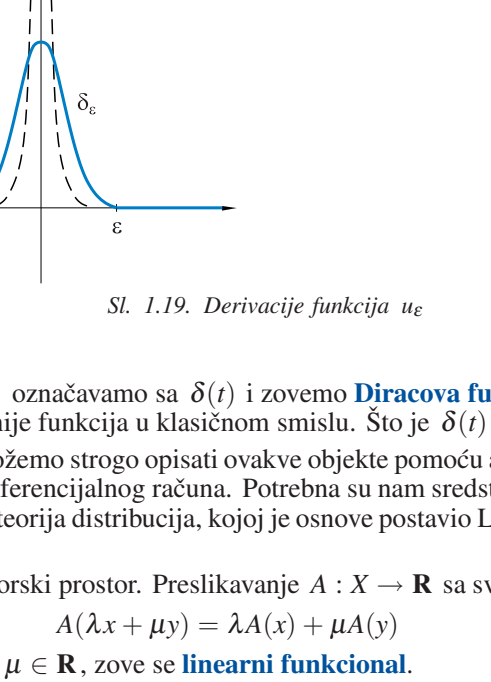 δε
ε
Sl. 1.19. Derivacije funkcija uε
označavamo sa δ(t) i zovemo Diracova fu
nije funkcija u klasičnom smislu. Što je δ(t)
ožemo strogo opisati ovakve objekte pomoću a
ferencijalnog računa. Potrebna su nam sredst
teorija distribucija, kojoj je osnove postavio L
orski prostor. Preslikavanje A : X → R sa sv
A(λx + μy) = λA(x) + μA(y)
μ ∈ R, zove se linearni funkcional.